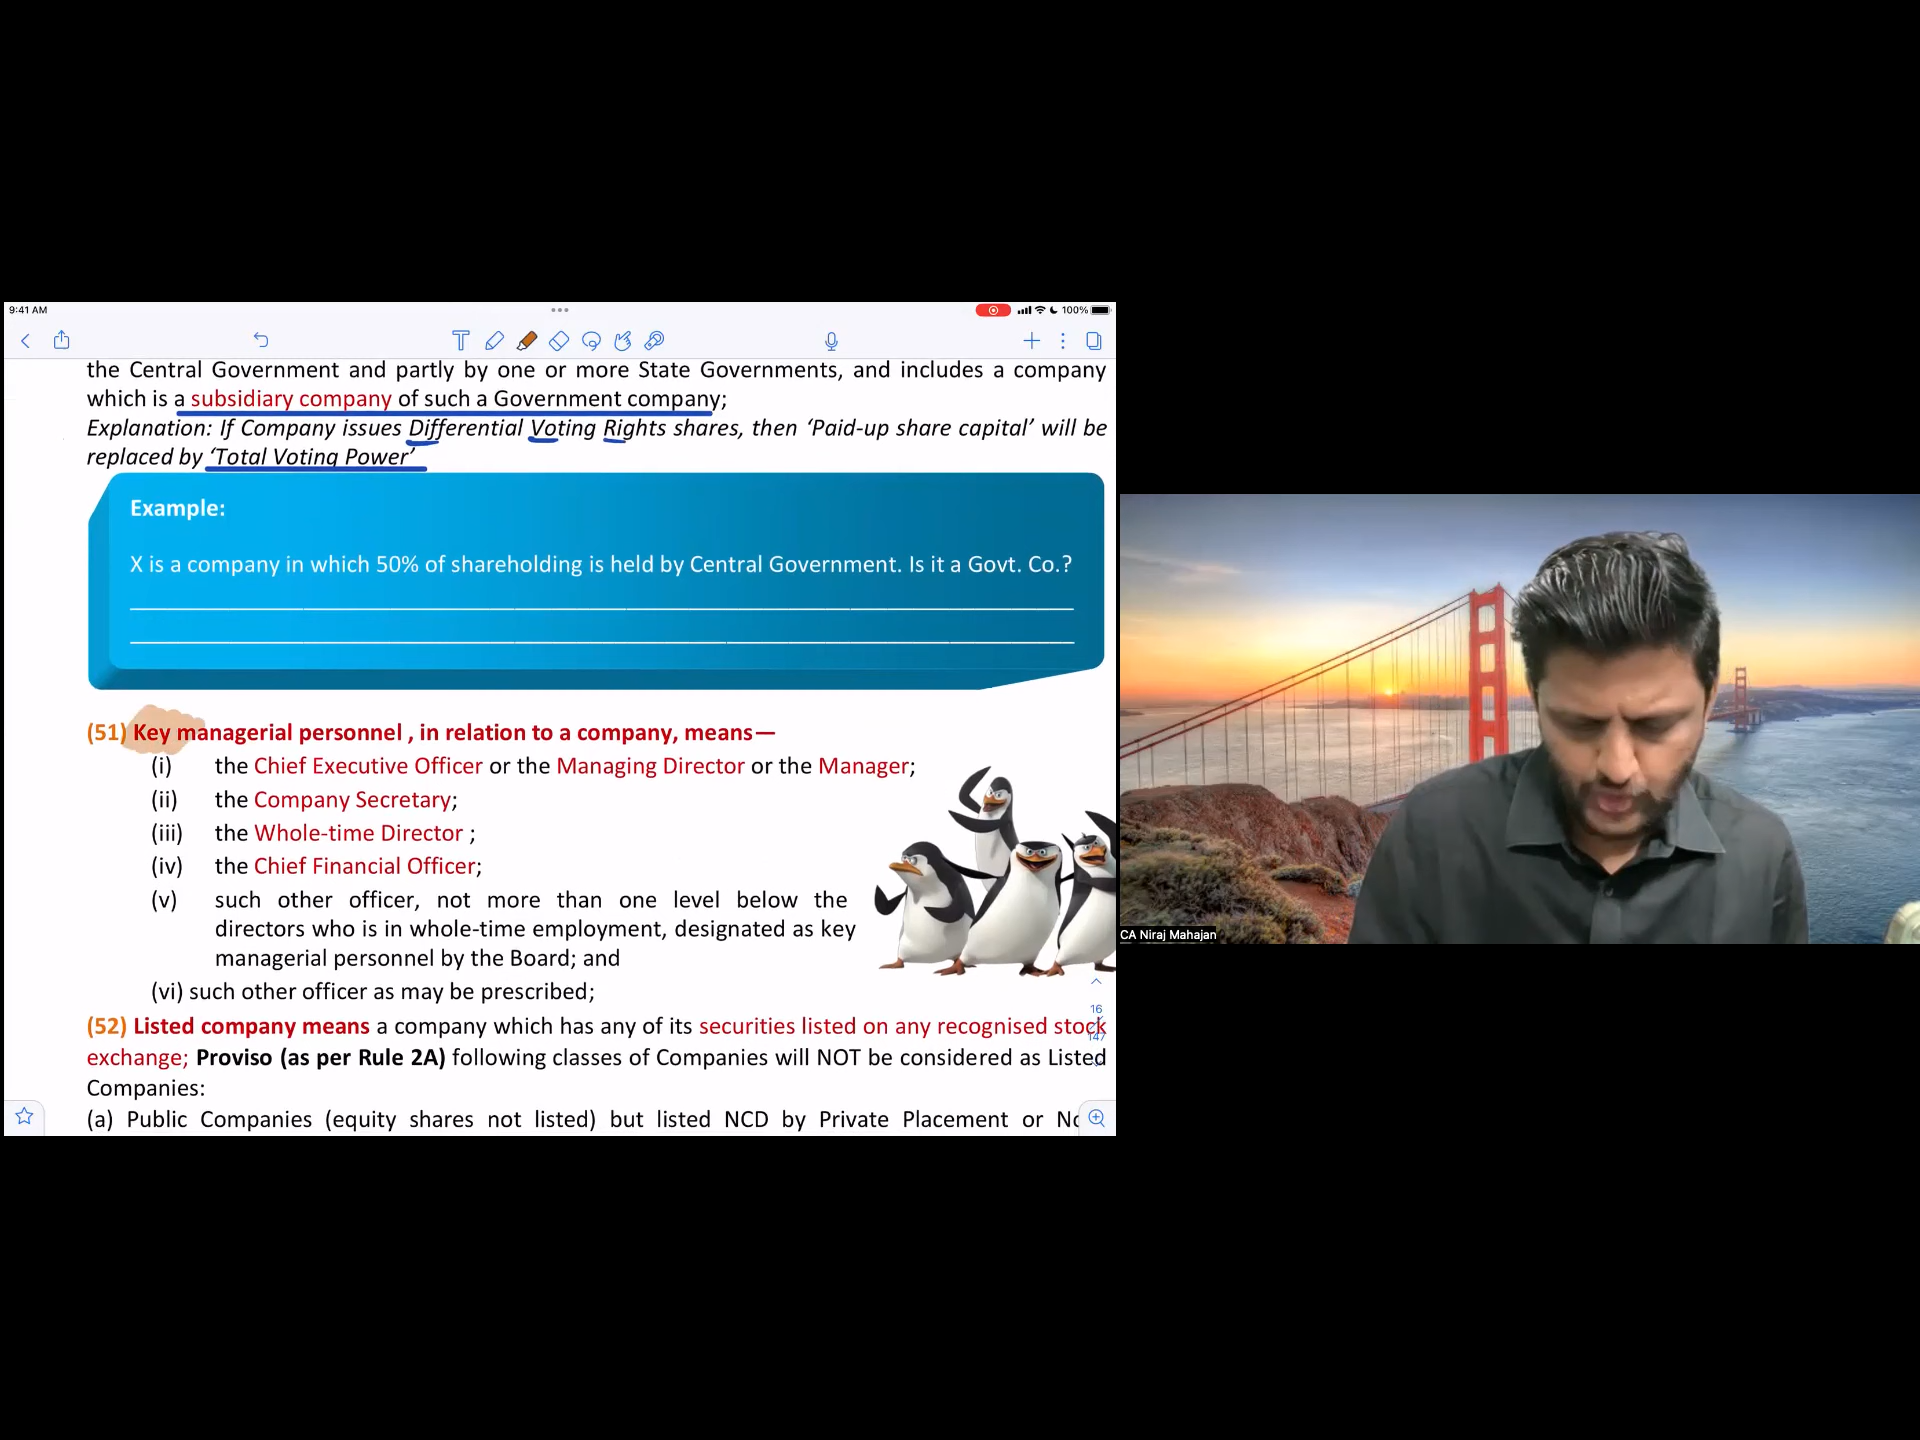 9:41 AM
100%
the Central Government and partly by one or more State Governments, and includes a company
which is a subsidiary company of such a Government company;
Explanation: If Company issues Differential Voting Rights shares, then ‘Paid-up share capital’ will be
replaced by ‘Total Voting Power’
Example:
X is a company in which 50% of shareholding is held by Central Government. Is it a Govt. Co.?
(51) Key managerial personnel , in relation to a company, means—
(i) the Chief Executive Officer or the Managing Director or the Manager;
(ii) the Company Secretary;
(iii) the Whole-time Director ;
(iv) the Chief Financial Officer;
(v) such other officer, not more than one level below the
directors who is in whole-time employment, designated as key
managerial personnel by the Board; and
(vi) such other officer as may be prescribed;
16
147
(52) Listed company means a company which has any of its securities listed on any recognised stock
exchange; Proviso (as per Rule 2A) following classes of Companies will NOT be considered as Listed
Companies:
(a) Public Companies (equity shares not listed) but listed NCD by Private Placement or
CA Niraj Mahajan